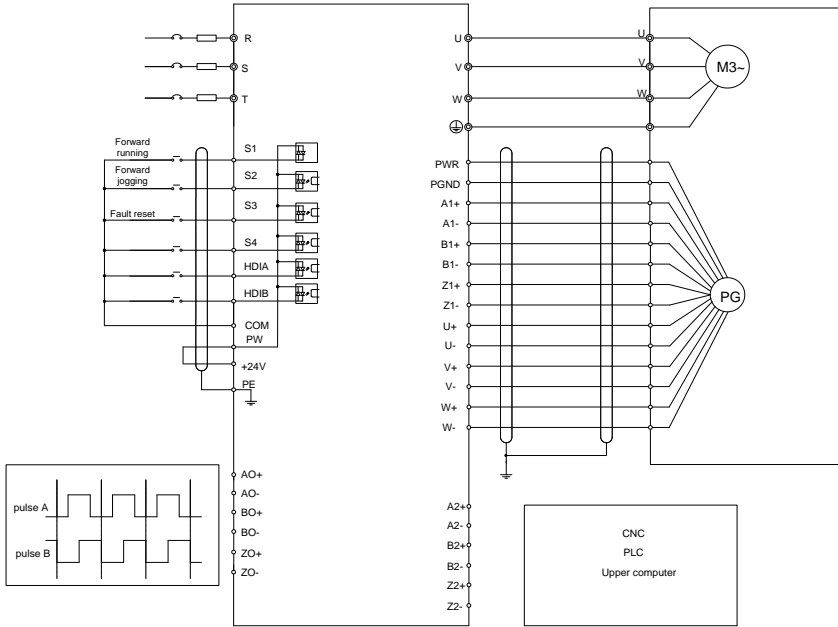 R
S
T
Forward
running
Forward
jogging
Fault reset
S1
S2
S3
S4
HDIA
HDIB
COM
PW
+24V
PE
AO+
AO-
BO+
BO-
ZO+
ZO-
pulse A
pulse B
U
V
W
PWR
PGND
A1+
A1-
B1+
B1-
Z1+
Z1-
U+
U-
V+
V-
W+
W-
A2+
A2-
B2+
B2-
Z2+
Z2-
U
V
W
M3~
PG
CNC
PLC
Upper computer